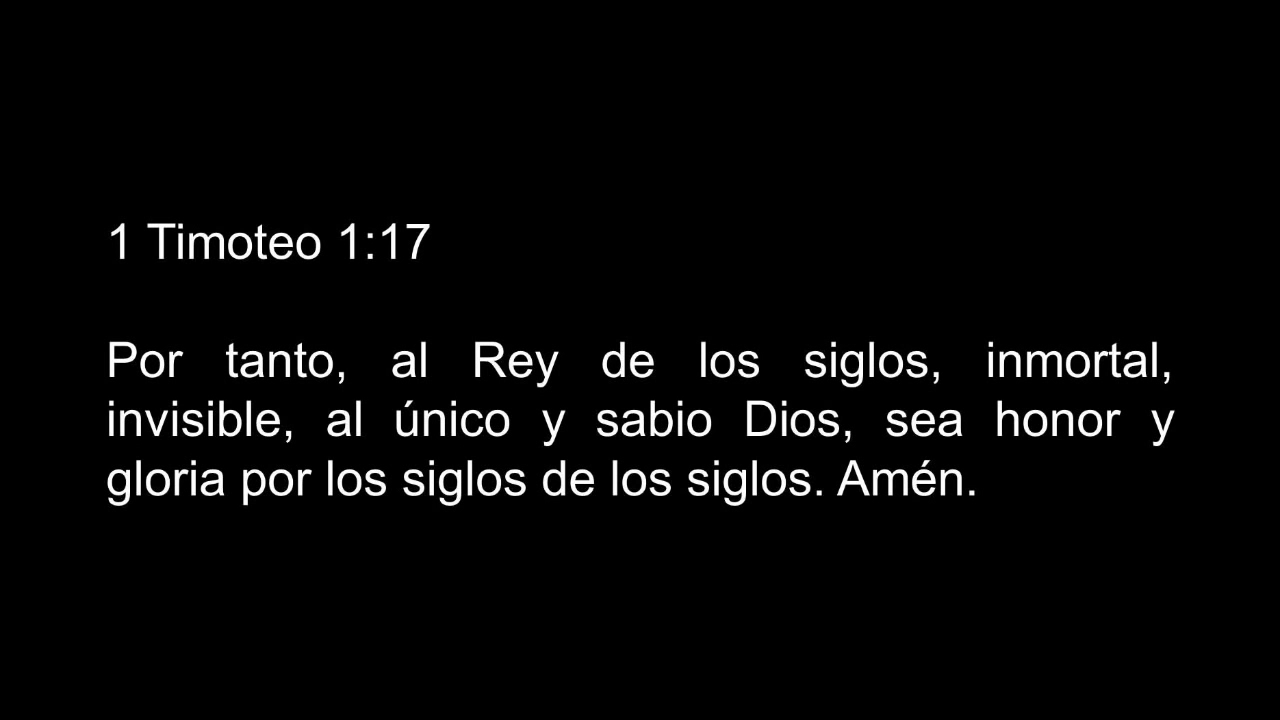 1 Timoteo 1:17
Por tanto, al Rey de los siglos, inmortal,
invisible, al único y sabio Dios, sea honor y
gloria por los siglos de los siglos. Amén.